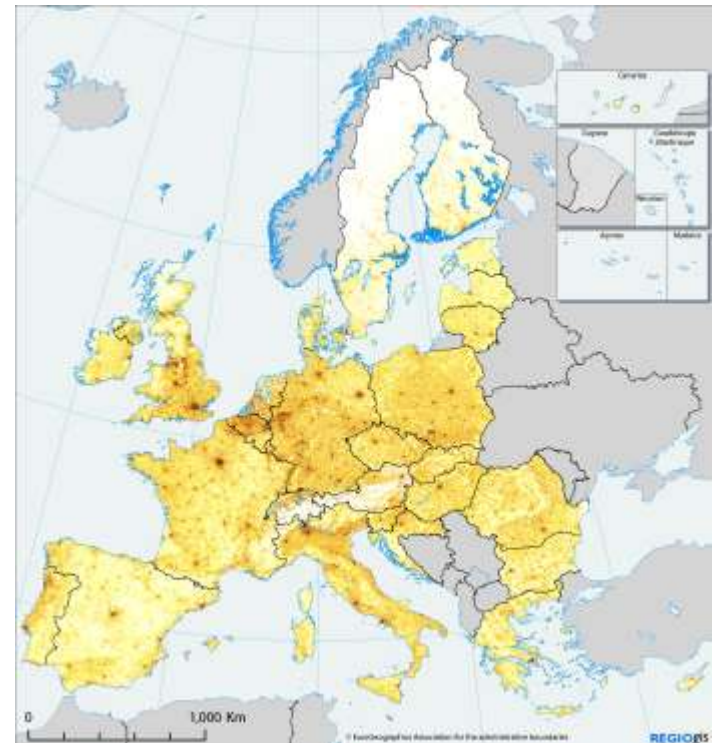 Canarias
Guyane
Guadeloupe
Martinique
Réunion
Açores
Madeira
0
1,000 Km
© EuroGeographics Association for the administrative boundaries
REGIOgis